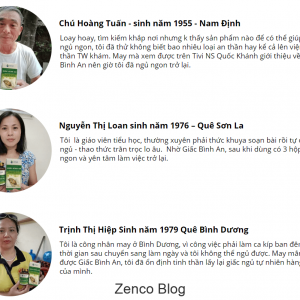 Chú Hoàng Tuấn - sinh năm 1955 - Nam Định
Loay hoay, tìm kiếm khắp nơi nhưng k thấy sản phẩm nào để có thể giúp
ngủ ngon, tôi đã thử không biết bao nhiêu loại an thần hay kể cả lên viện
thần TW khám. May mà xem được trên Tivi NS Quốc Khánh giới thiệu về
Bình An nên giờ tôi đã ngủ ngon trở lại.
Nguyễn Thị Loan sinh năm 1976 – Quê Sơn La
Tôi là giáo viên tiểu học, thường xuyên phải thức khuya soạn bài rồi tự
ngủ - thao thức trằn trọc lo âu. Nhờ Giấc Bình An, sau khi dùng có 3 hộp
ngon và yên tâm làm việc trở lại.
Trịnh Thị Hiệp Sinh năm 1979 Quê Bình Dương
Tôi là công nhân may ở Bình Dương, vì công việc phải làm ca kíp ban đêm
thời gian sau chuyển sang làm ngày và tôi không thể ngủ được. May mắn
được Giấc Bình An, tôi đã ổn định tinh thần lấy lại giấc ngủ tự nhiên hàng
của mình.
Zenco Blog